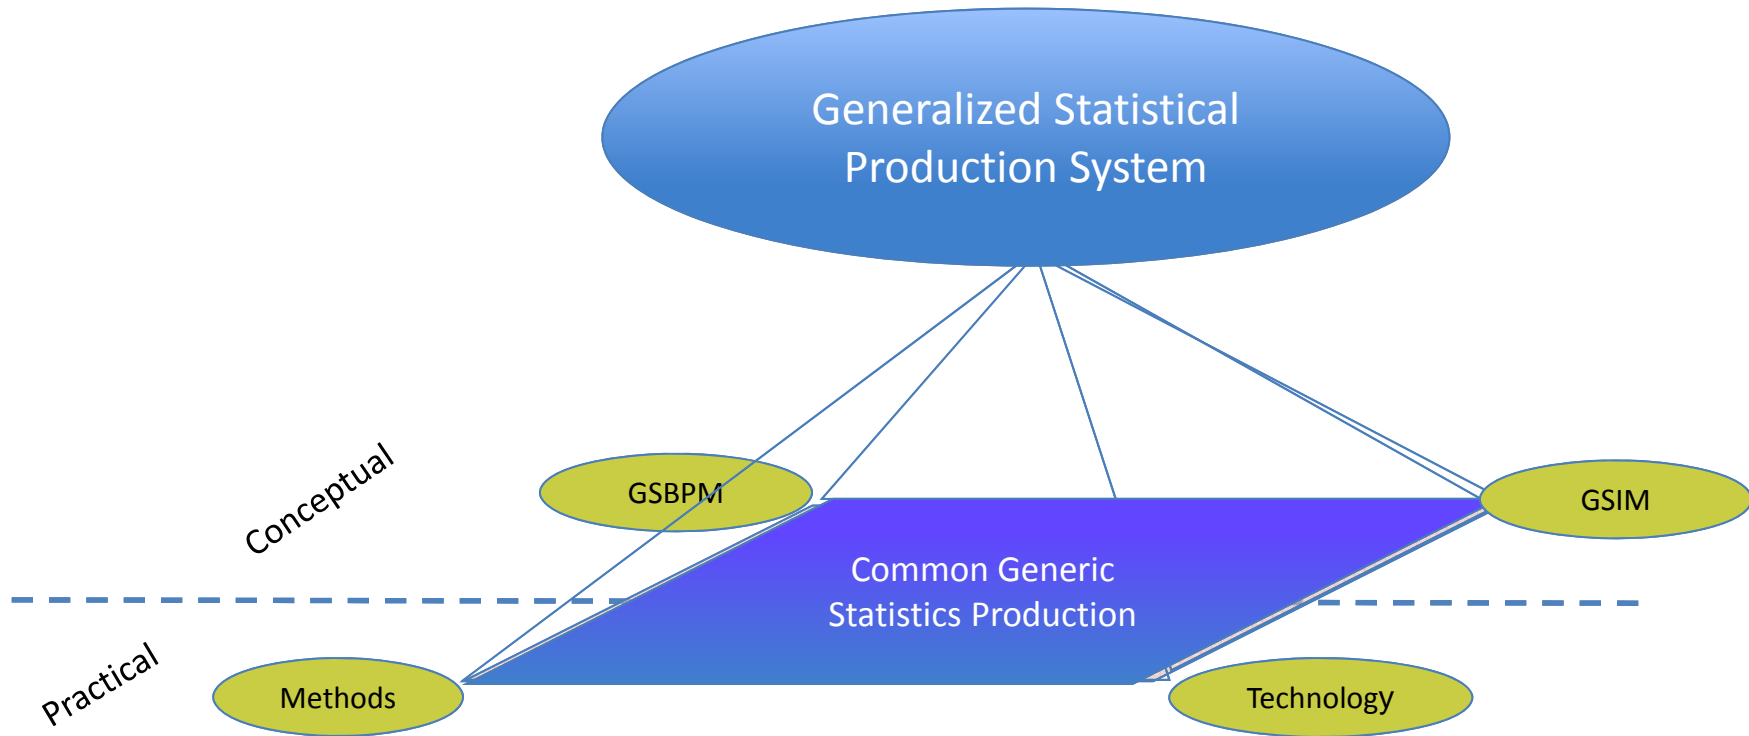 Generalized Statistical
Production System
Conceptual
GSBPM
GSIM
Common Generic
Statistics Production
Practical
Methods
Technology